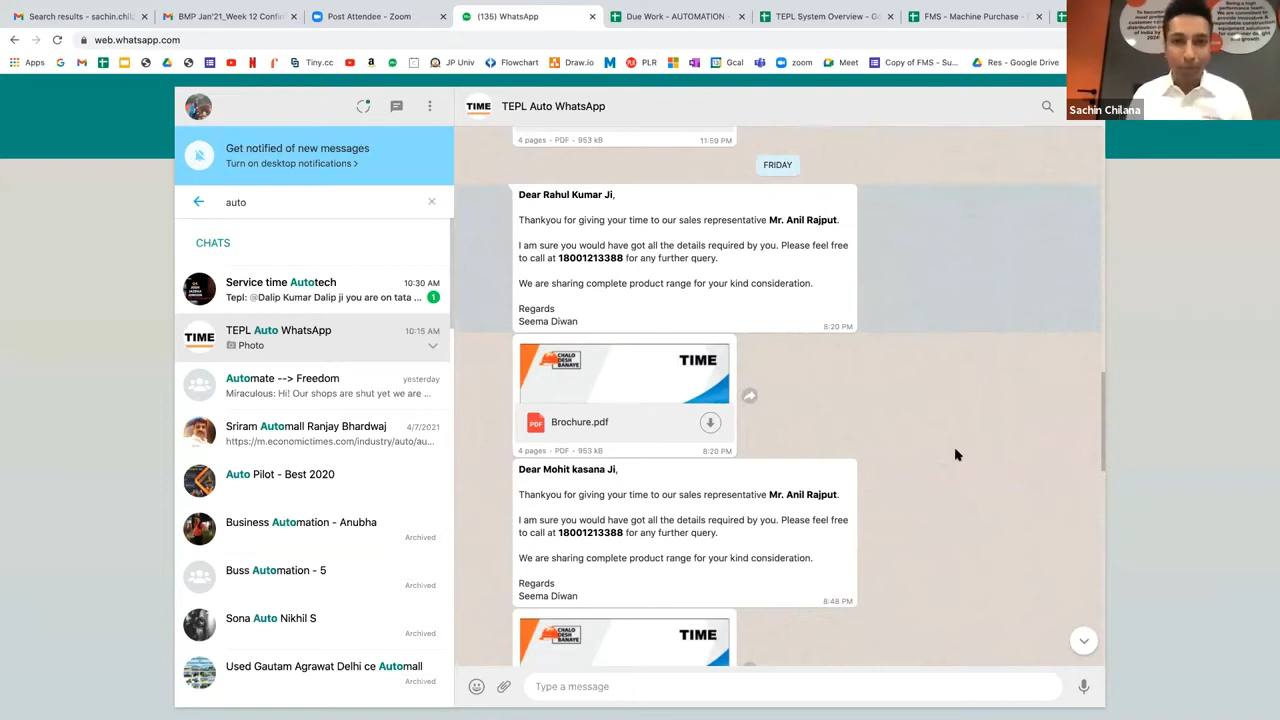 Search results - sachin.chil
BMP Jan'21_Week 12 Confir
Post Attendee - Zoom
(135) WhatsApp
Due Work - AUTOMATION -
TEPL System Overview - G
FMS - Machine Purchase -
web.whatsapp.com
Apps
Tiny.cc
JP Univ
Flowchart
Draw.io
PLR
Gcal
zoom
Meet
Copy of FMS - Su...
Res - Google Drive
Sachin Chilana
TIME
TEPL Auto WhatsApp
Get notified of new messages
Turn on desktop notifications >
auto
CHATS
Service time Autotech
10:30 AM
Tepl: @Dalip Kumar Dalip ji you are on tata ...
1
TIME
TEPL Auto WhatsApp
10:15 AM
Photo
Automate --> Freedom
yesterday
Miraculous: Hi! Our shops are shut yet we are ...
Sriram Automall Ranjay Bhardwaj
4/7/2021
https://m.economictimes.com/industry/auto/au...
Auto Pilot - Best 2020
Business Automation - Anubha
Archived
Buss Automation - 5
Archived
Sona Auto Nikhil S
Archived
Used Gautam Agrawat Delhi ce Automall
Archived
4 pages • PDF • 953 kB
11:59 PM
FRIDAY
Dear Rahul Kumar Ji,
Thankyou for giving your time to our sales representative Mr. Anil Rajput.
I am sure you would have got all the details required by you. Please feel free
to call at 18001213388 for any further query.
We are sharing complete product range for your kind consideration.
Regards
Seema Diwan
8:20 PM
CHALO
DESH
BANAYE
TIME
PDF
Brochure.pdf
4 pages • PDF • 953 kB
8:20 PM
Dear Mohit kasana Ji,
Thankyou for giving your time to our sales representative Mr. Anil Rajput.
I am sure you would have got all the details required by you. Please feel free
to call at 18001213388 for any further query.
We are sharing complete product range for your kind consideration.
Regards
Seema Diwan
8:48 PM
CHALO
DESH
BANAYE
TIME
Type a message